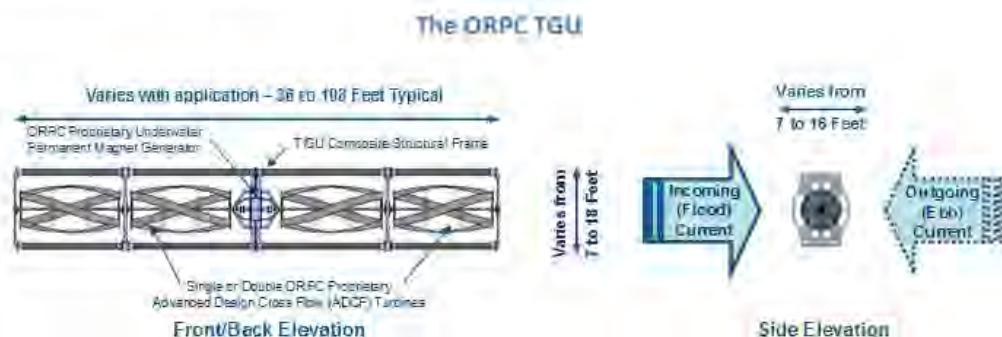 The ORPC TGU
Varies with application – 36 to 108 Feet Typical
ORPC Proprietary Underwater
Permanent Magnet Generator
TGU Composite Structural Frame
Single or Double ORPC Proprietary
Advanced Design Cross Flow (ADCF) Turbines
Front/Back Elevation
Varies from
7 to 18 Feet
Varies from
7 to 16 Feet
Incoming
(Flood)
Current
Outgoing
(Ebb)
Current
Side Elevation